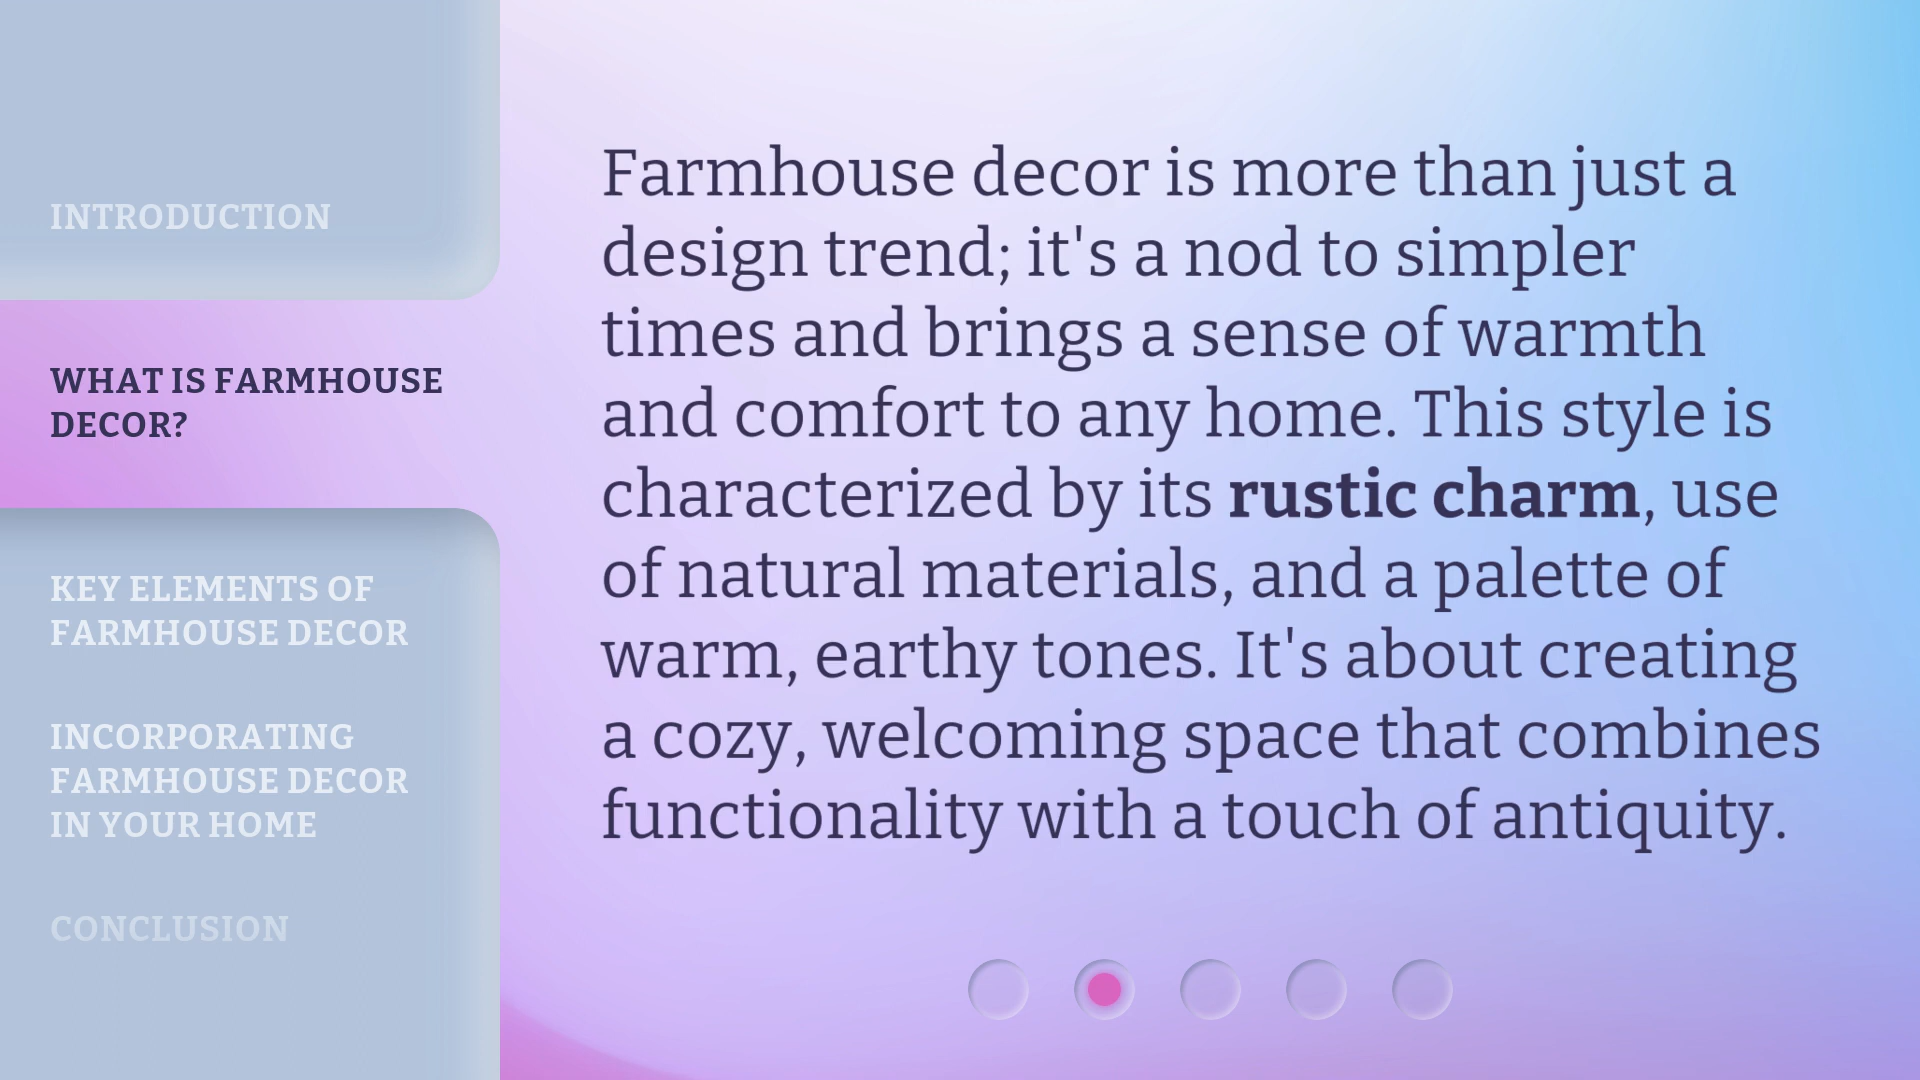 INTRODUCTION
WHAT IS FARMHOUSE
DECOR?
KEY ELEMENTS OF
FARMHOUSE DECOR
INCORPORATING
FARMHOUSE DECOR
IN YOUR HOME
CONCLUSION
Farmhouse decor is more than just a
design trend; it's a nod to simpler
times and brings a sense of warmth
and comfort to any home. This style is
characterized by its rustic charm, use
of natural materials, and a palette of
warm, earthy tones. It's about creating
a cozy, welcoming space that combines
functionality with a touch of antiquity.